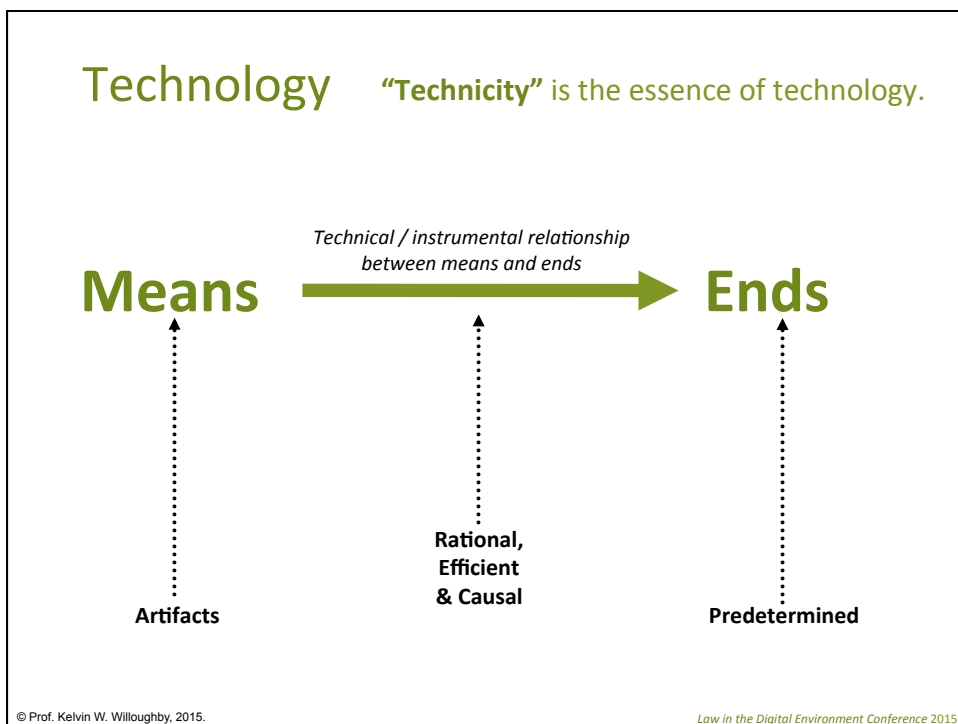 Technology “Technicity” is the essence of technology.
Technical / instrumental relationship
between means and ends
Means Ends
Rational,
Efficient
& Causal
Artifacts Predetermined
© Prof. Kelvin W. Willoughby, 2015. Law in the Digital Environment Conference 2015